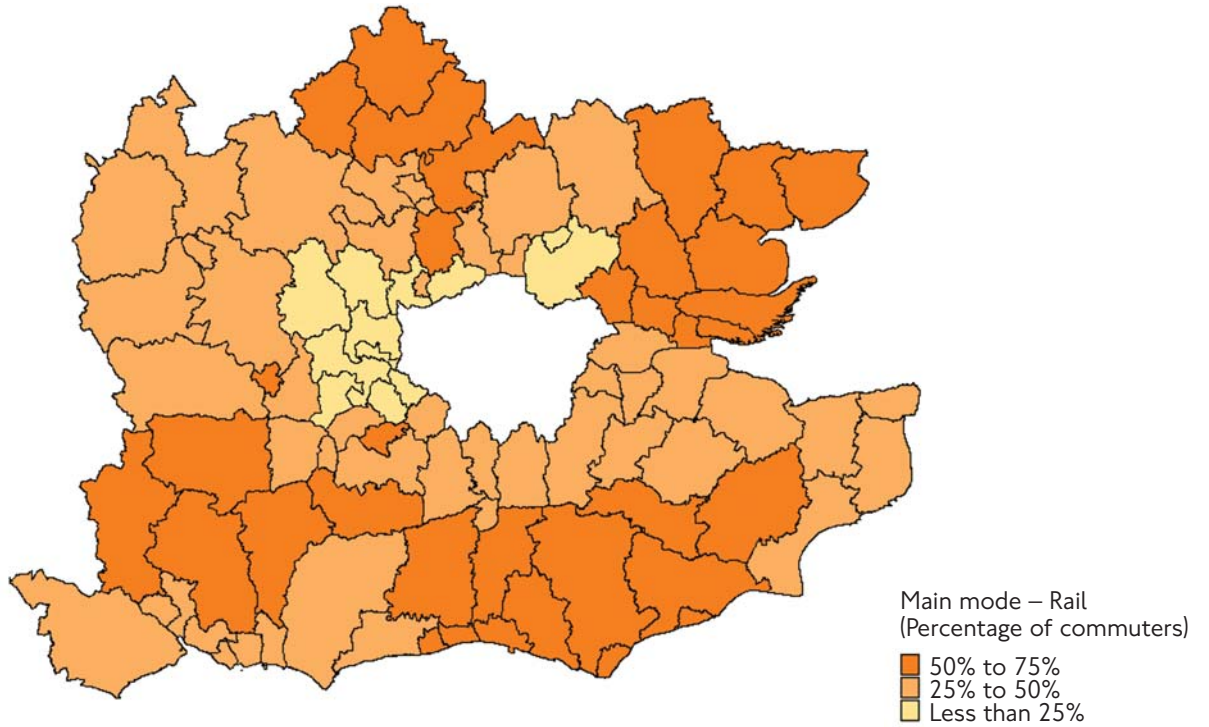 Main mode – Rail
(Percentage of commuters)
50% to 75%
25% to 50%
Less than 25%